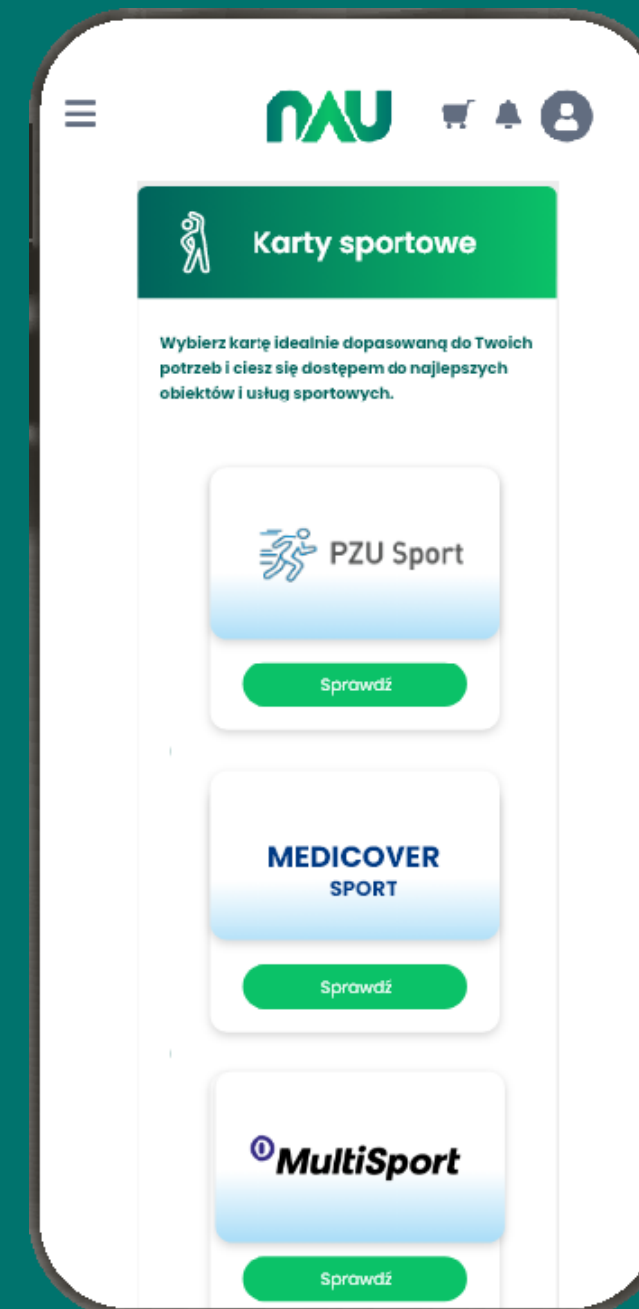 NAU
Karty sportowe
Wybierz kartę idealnie dopasowaną do Twoich
potrzeb i ciesz się dostępem do najlepszych
obiektów i usług sportowych.
PZU Sport
Sprawdź
MEDICOVER
SPORT
Sprawdź
MultiSport
Sprawdź